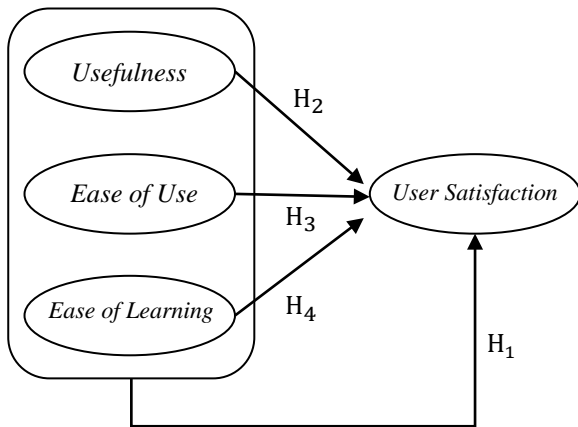 Usefulness
H₂
Ease of Use
User Satisfaction
H₃
Ease of Learning
H₄
H₁